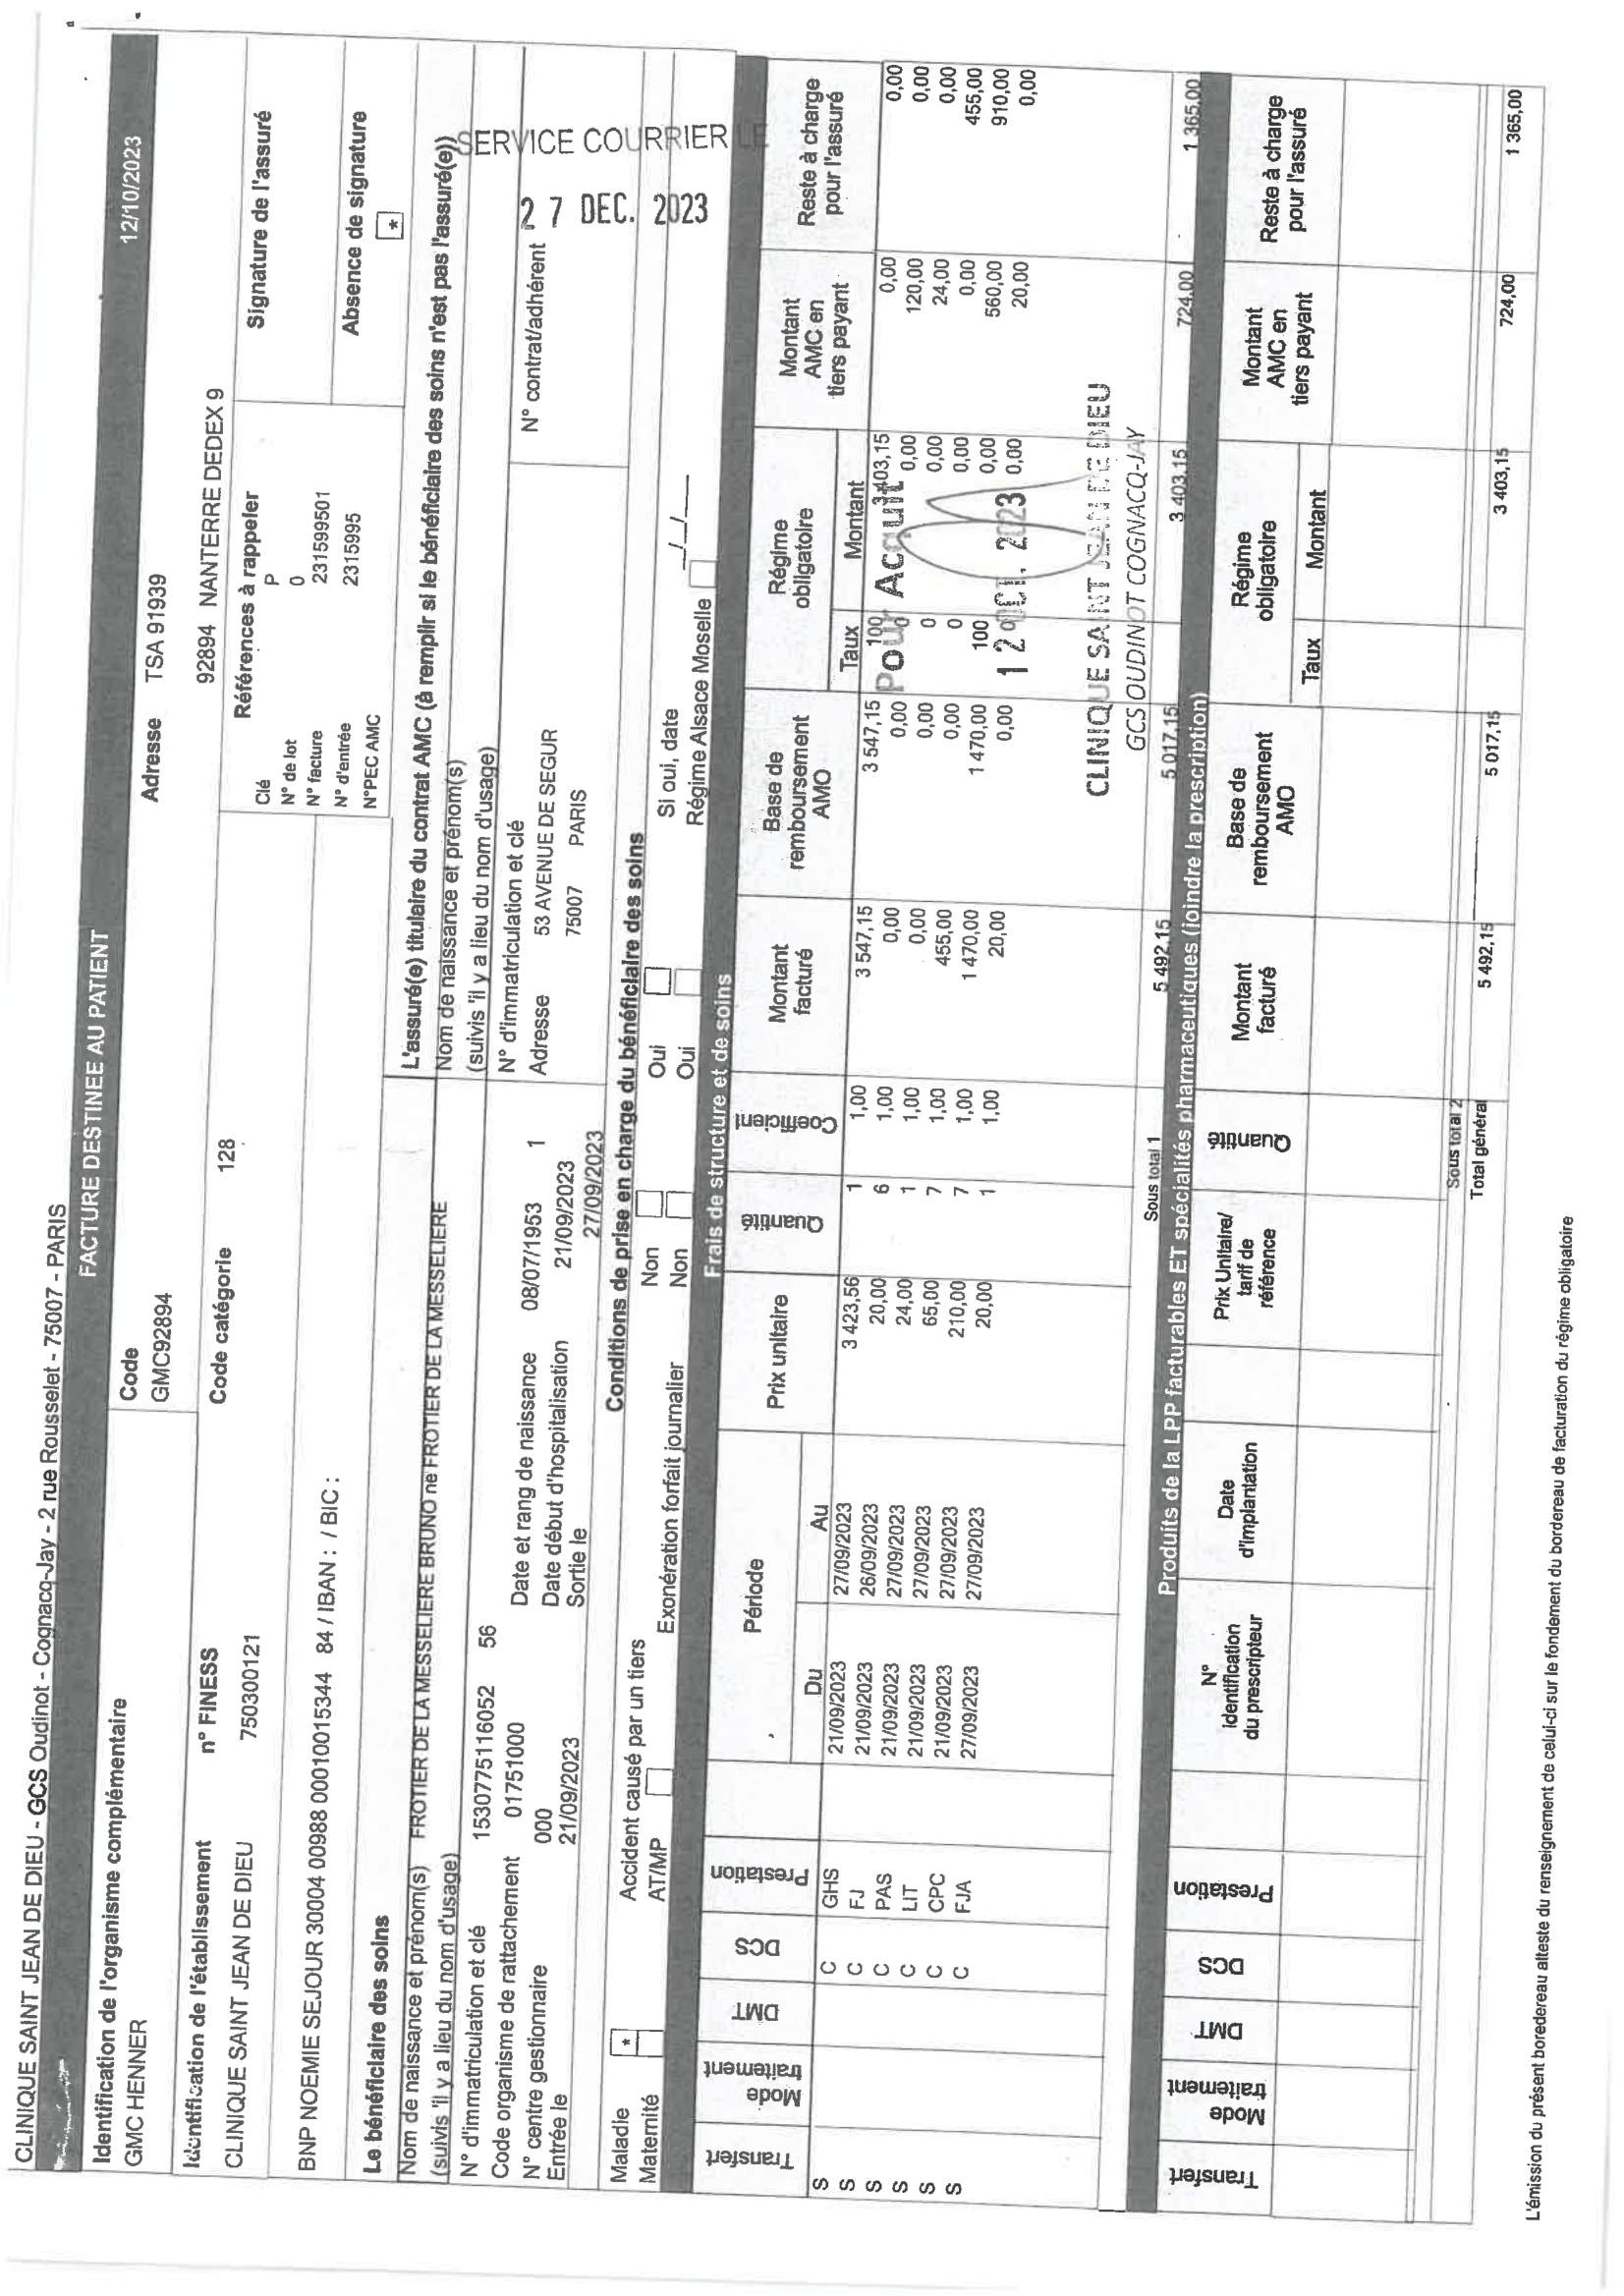 CLINIQUE SAINT JEAN DE DIEU - GCS Oudinot - Cognacq-Jay - 2 rue Rousselet - 75007 - PARIS
FACTURE DESTINEE AU PATIENT 12/10/2023
Identification de l'organisme complémentaire
GMC HENNER
Code
GMC92894
Adresse TSA 91939
92894 NANTERRE DEDEX 9
Identification de l'établissement n° FINESS Code catégorie 128
CLINIQUE SAINT JEAN DE DIEU 750300121
BNP NOEMIE SEJOUR 30004 00988 00010015344 84 / IBAN : / BIC :
Références à rappeler
Clé P
N° de lot 0
N° facture 231599501
N° d'entrée 2315995
N°PEC AMC
Signature de l'assuré
Absence de signature
*
Le bénéficiaire des soins
Nom de naissance et prénom(s) FROTIER DE LA MESSELIERE BRUNO ne FROTIER DE LA MESSELIERE
(suivis 'il y a lieu du nom d'usage)
N° d'immatriculation et clé 1530775116052 56
Code organisme de rattachement 01751000 Date et rang de naissance 08/07/1953 1
N° centre gestionnaire 000 Date début d'hospitalisation 21/09/2023
Entrée le 21/09/2023 Sortie le 27/09/2023
L'assuré(e) titulaire du contrat AMC (à remplir si le bénéficiaire des soins n'est pas l'assuré(e))
Nom de naissance et prénom(s)
(suivis 'il y a lieu du nom d'usage)
N° d'immatriculation et clé N° contrat/adhérent
Adresse 53 AVENUE DE SEGUR
75007 PARIS
SERVICE COURRIER LE
27 DEC. 2023
Conditions de prise en charge du bénéficiaire des soins
Maladie * Accident causé par un tiers Non Oui Si oui, date _/_/_
Maternité AT/MP Exonération forfait journalier Non Oui Régime Alsace Moselle
Frais de structure et de soins
Transfert Mode traitement DMT DCS Prestation Période Prix unitaire Quantité Coefficient Montant facturé Base de remboursement AMO Régime obligatoire Montant AMC en tiers payant Reste à charge pour l'assuré
Du Au Taux Montant
S C GHS 21/09/2023 27/09/2023 3 423,56 1 1,00 3 547,15 3 547,15 100 3 403,15 0,00 0,00
S C FJ 21/09/2023 26/09/2023 20,00 6 1,00 0,00 0,00 0 0,00 120,00 0,00
S C PAS 21/09/2023 27/09/2023 24,00 1 1,00 0,00 0,00 0 0,00 24,00 0,00
S C LIT 21/09/2023 27/09/2023 65,00 7 1,00 455,00 0,00 0 0,00 0,00 455,00
S C CPC 21/09/2023 27/09/2023 210,00 7 1,00 1 470,00 1 470,00 100 0,00 560,00 910,00
S C FJA 27/09/2023 27/09/2023 20,00 1 1,00 20,00 0,00 0,00 20,00 0,00
Pour Acquit
12 OCT. 2023
CLINIQUE SAINT JEAN DE DIEU
GCS OUDINOT COGNACQ-JAY
Sous total 1 5 492,15 5 017,15 3 403,15 724,00 1 365,00
Produits de la LPP facturables ET spécialités pharmaceutiques (joindre la prescription)
Transfert Mode traitement DMT DCS Prestation N° identification du prescripteur Date d'implantation Prix Unitaire/ tarif de référence Quantité Montant facturé Base de remboursement AMO Régime obligatoire Montant AMC en tiers payant Reste à charge pour l'assuré
Taux Montant
Sous total 2
Total général 5 492,15 5 017,15 3 403,15 724,00 1 365,00
L'émission du présent boredereau alteste du renseignement de celui-ci sur le fondement du bordereau de facturation du régime obligatoire